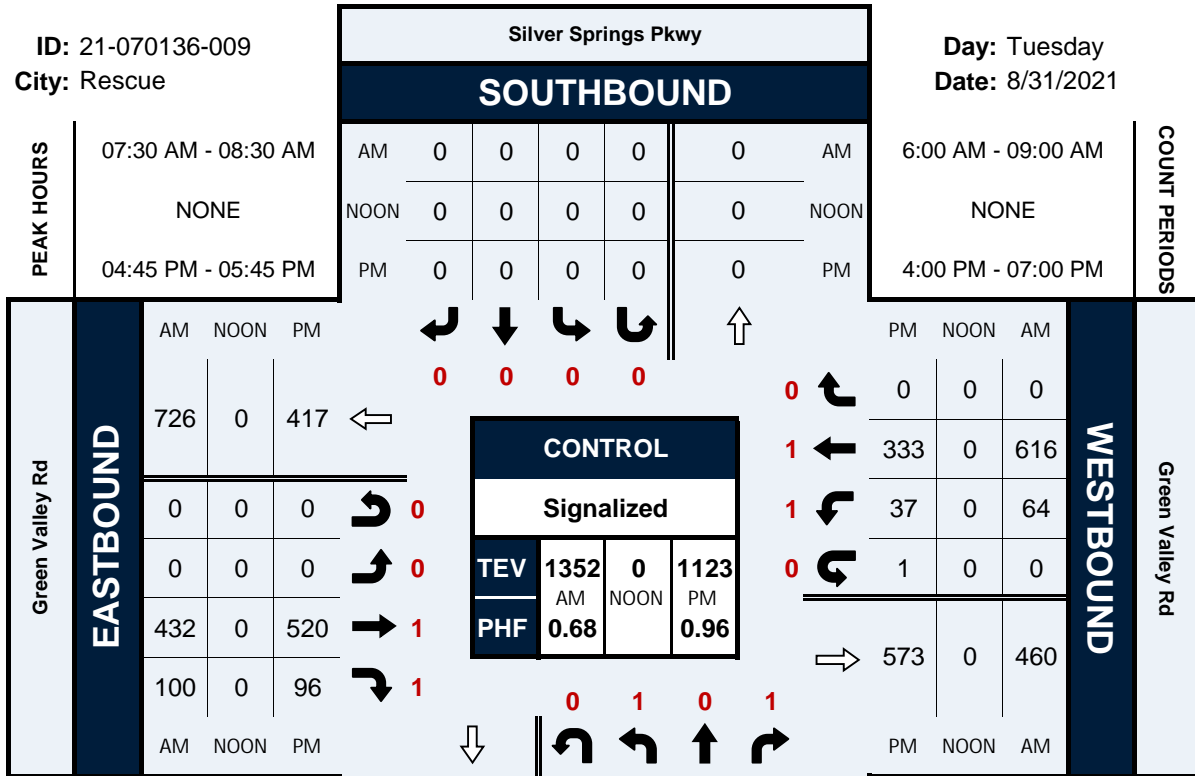 Silver Springs Pkwy
ID: 21-070136-009
Day: Tuesday
City: Rescue
Date: 8/31/2021
SOUTHBOUND
PEAK HOURS
07:30 AM - 08:30 AM
NONE
04:45 PM - 05:45 PM
AM 0 0 0 0 0 AM
NOON 0 0 0 0 0 NOON
PM 0 0 0 0 0 PM
6:00 AM - 09:00 AM
NONE
4:00 PM - 07:00 PM
COUNT PERIODS
0 0 0 0
Green Valley Rd
EASTBOUND
AM NOON PM
726 0 417
0 0 0 0
0 0 0 0
432 0 520 1
100 0 96 1
AM NOON PM
CONTROL
Signalized
TEV 1352 0 1123
AM NOON PM
PHF 0.68 0.96
PM NOON AM
0 0 0 0
1 333 0 616
1 37 0 64
0 1 0 0
573 0 460
PM NOON AM
WESTBOUND
Green Valley Rd
0 1 0 1